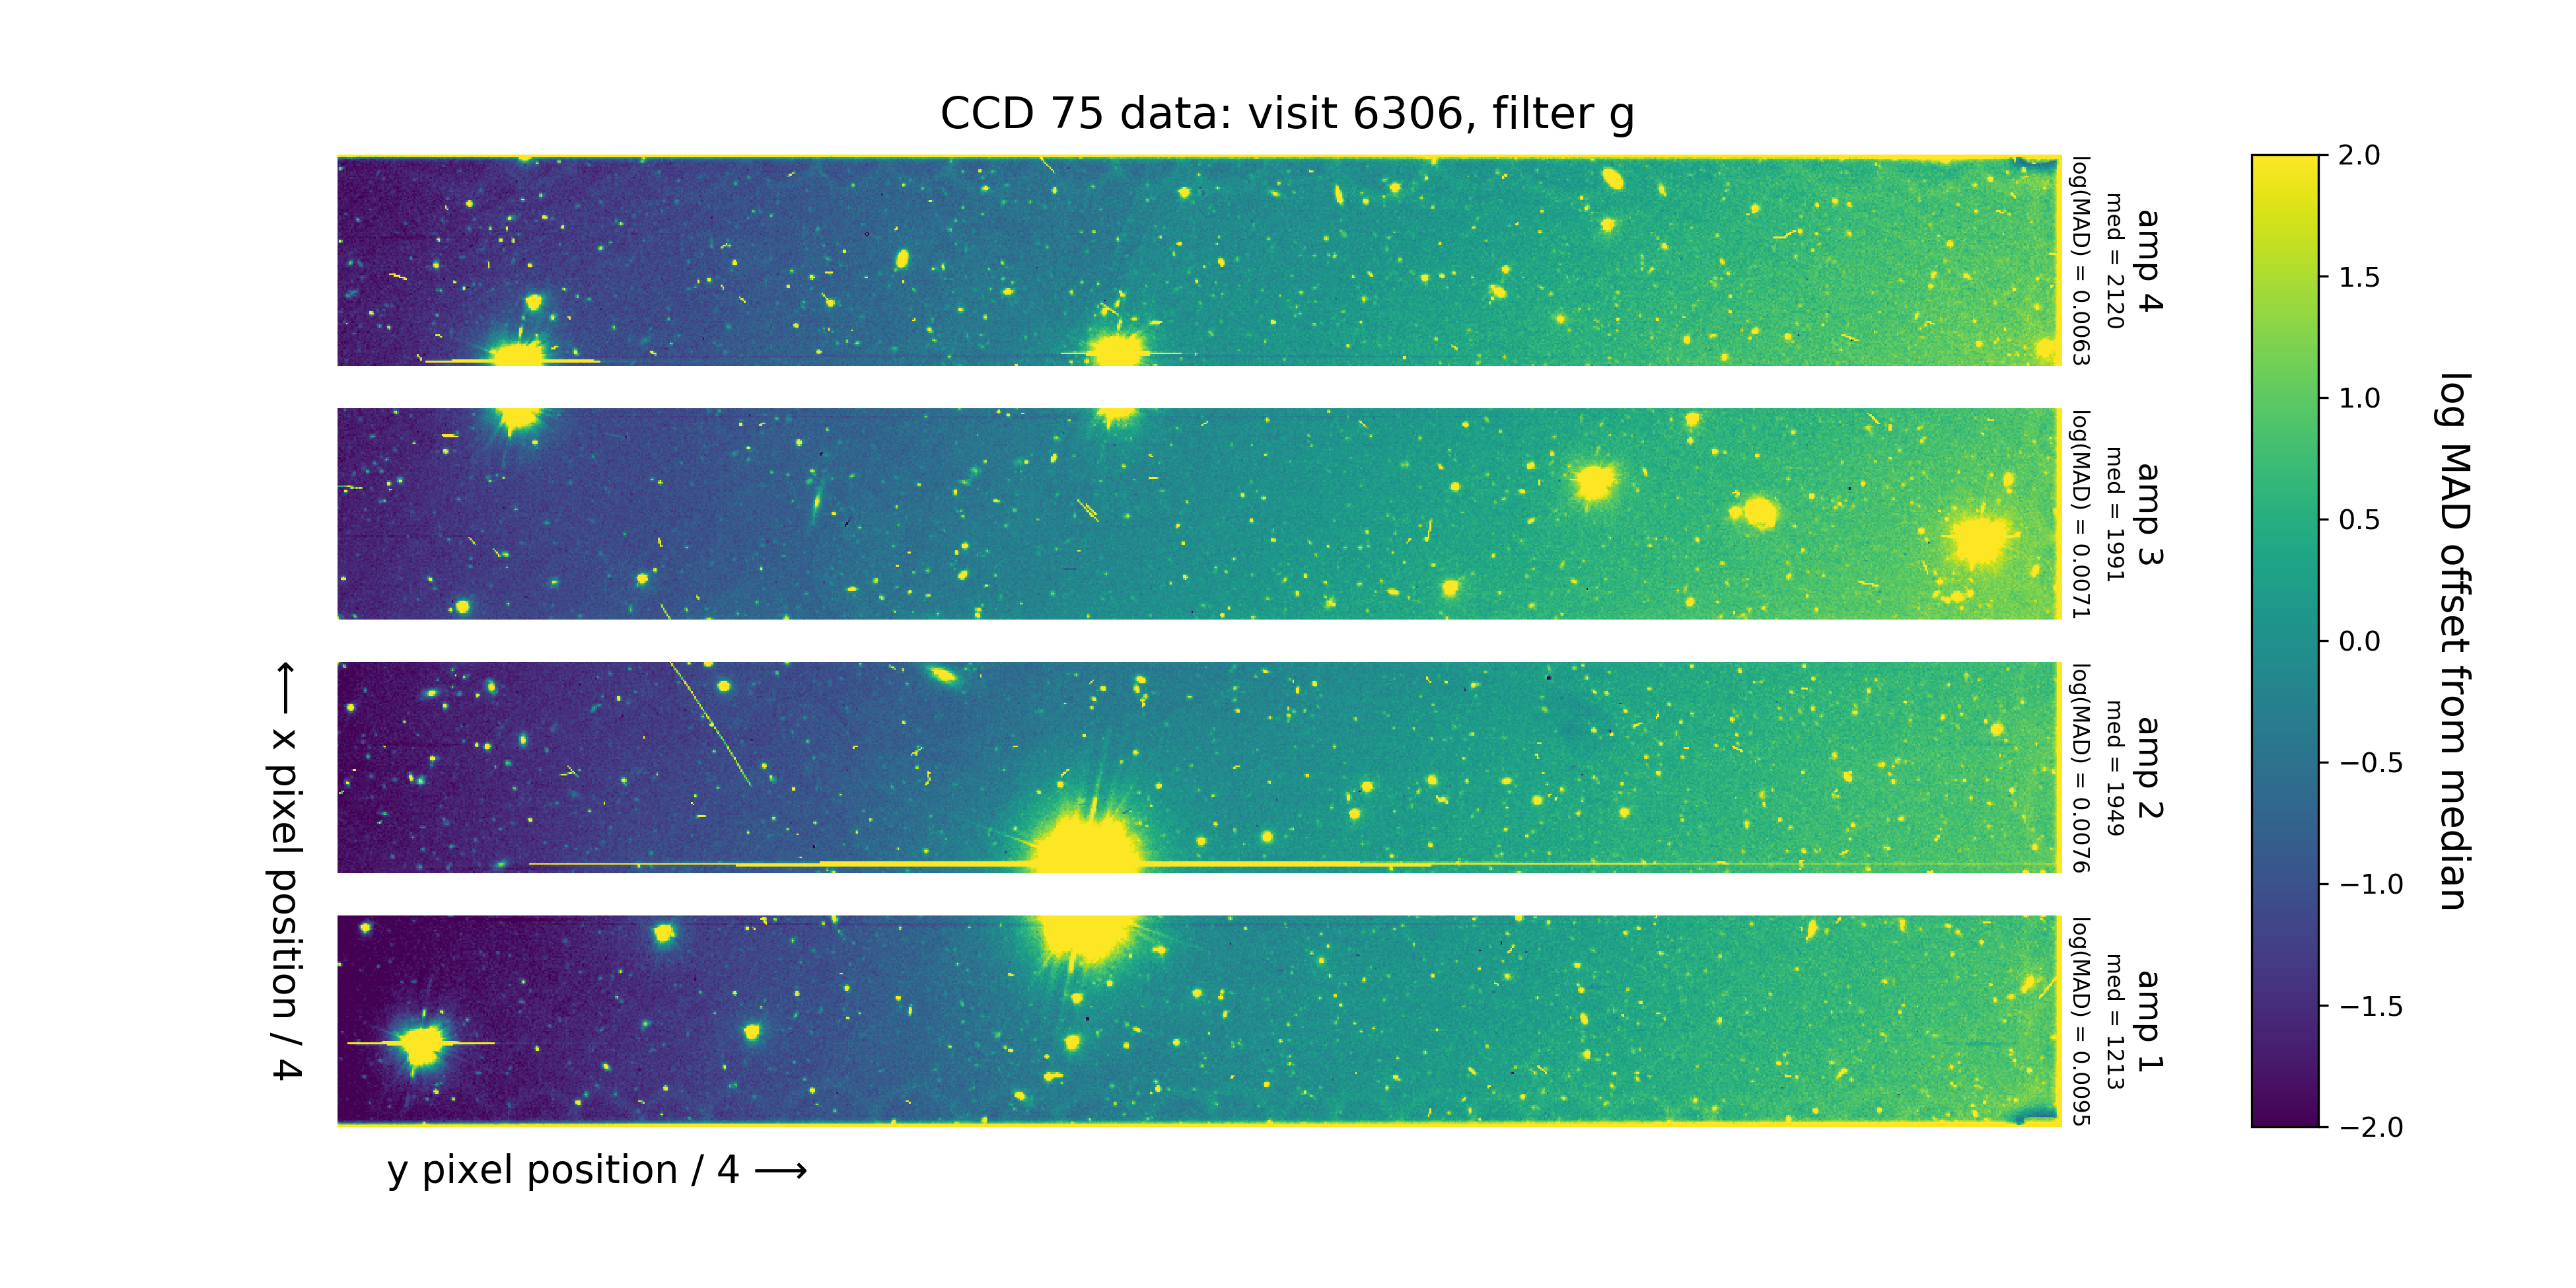 CCD 75 data: visit 6306, filter g
amp 4
med = 2120
log(MAD) = 0.0063
amp 3
med = 1991
log(MAD) = 0.0071
amp 2
med = 1949
log(MAD) = 0.0076
amp 1
med = 1213
log(MAD) = 0.0095
⟵ x pixel position / 4
y pixel position / 4 ⟶
2.0
1.5
1.0
0.5
0.0
−0.5
−1.0
−1.5
−2.0
log MAD offset from median